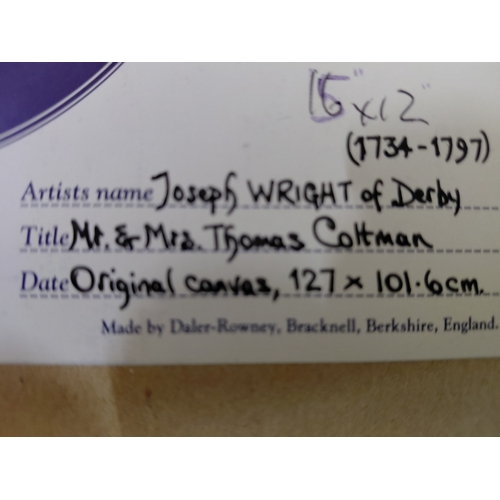 15" x 12"
(1734-1797)
Artists name Joseph WRIGHT of Derby
Title Mr. & Mrs. Thomas Coltman
Date Original canvas, 127 x 101.6cm.
Made by Daler-Rowney, Bracknell, Berkshire, England.